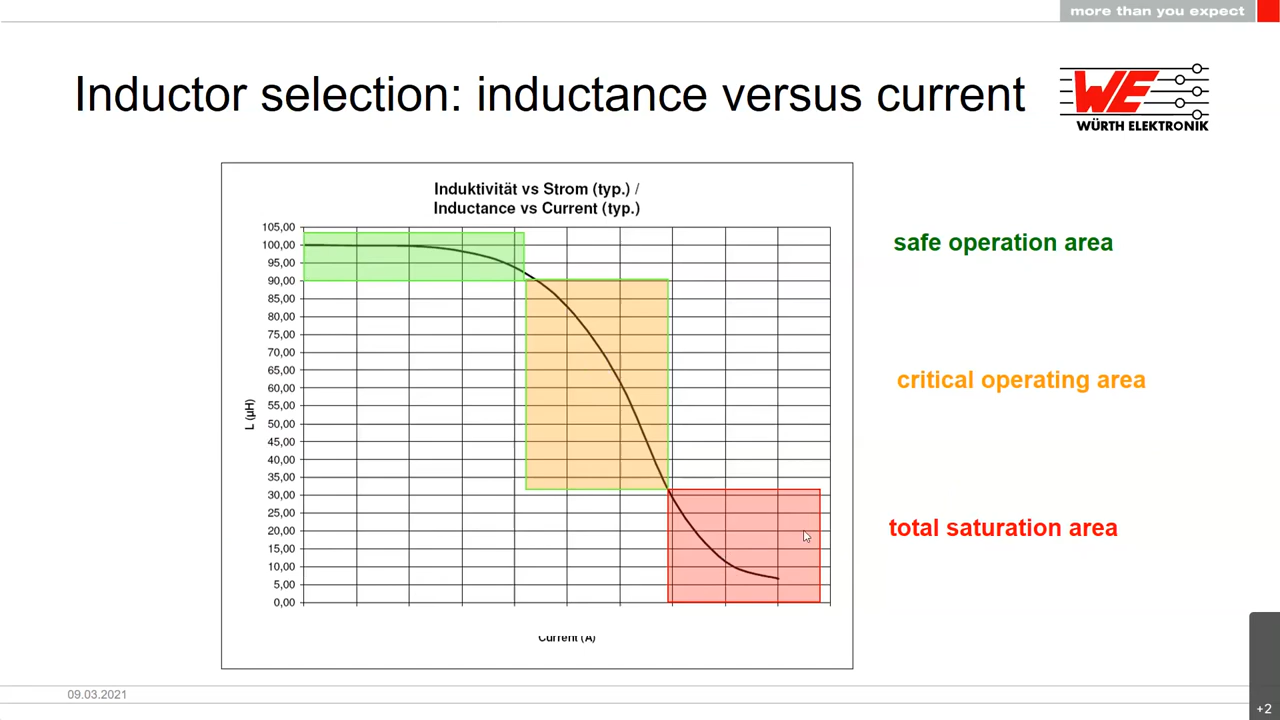 more than you expect
Inductor selection: inductance versus current
WE
WÜRTH ELEKTRONIK
Induktivität vs Strom (typ.) /
Inductance vs Current (typ.)
105,00
100,00
95,00
90,00
85,00
80,00
75,00
70,00
65,00
60,00
55,00
50,00
45,00
40,00
35,00
30,00
25,00
20,00
15,00
10,00
5,00
0,00
L (µH)
Current (A)
safe operation area
critical operating area
total saturation area
09.03.2021
+2